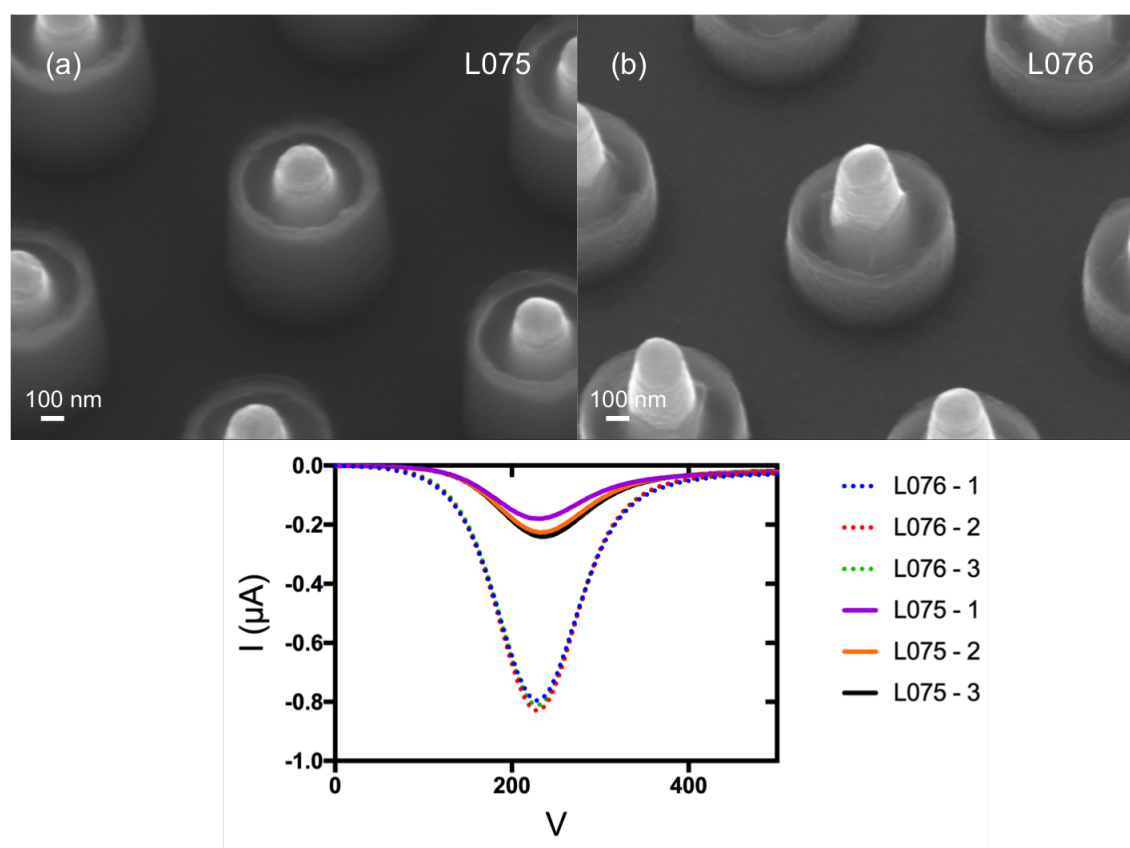 (a) L075
(b) L076
100 nm
100 nm
0.0
-0.2
-0.4
-0.6
-0.8
-1.0
I (μA)
0 200 400
V
L076 - 1
L076 - 2
L076 - 3
L075 - 1
L075 - 2
L075 - 3